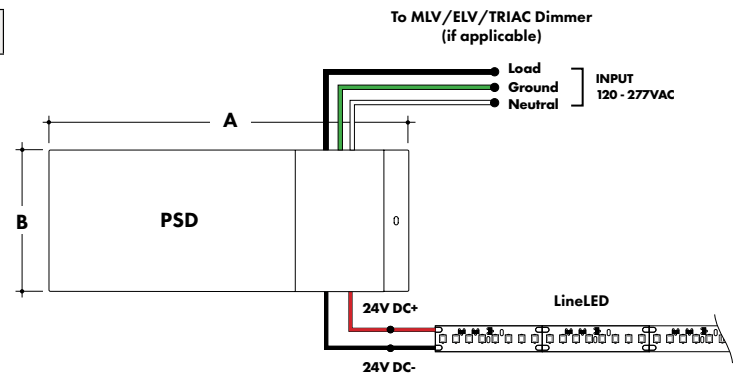 To MLV/ELV/TRIAC Dimmer
(if applicable)
Load
Ground
Neutral
INPUT
120 - 277VAC
A
B
PSD
24V DC+
LineLED
24V DC-